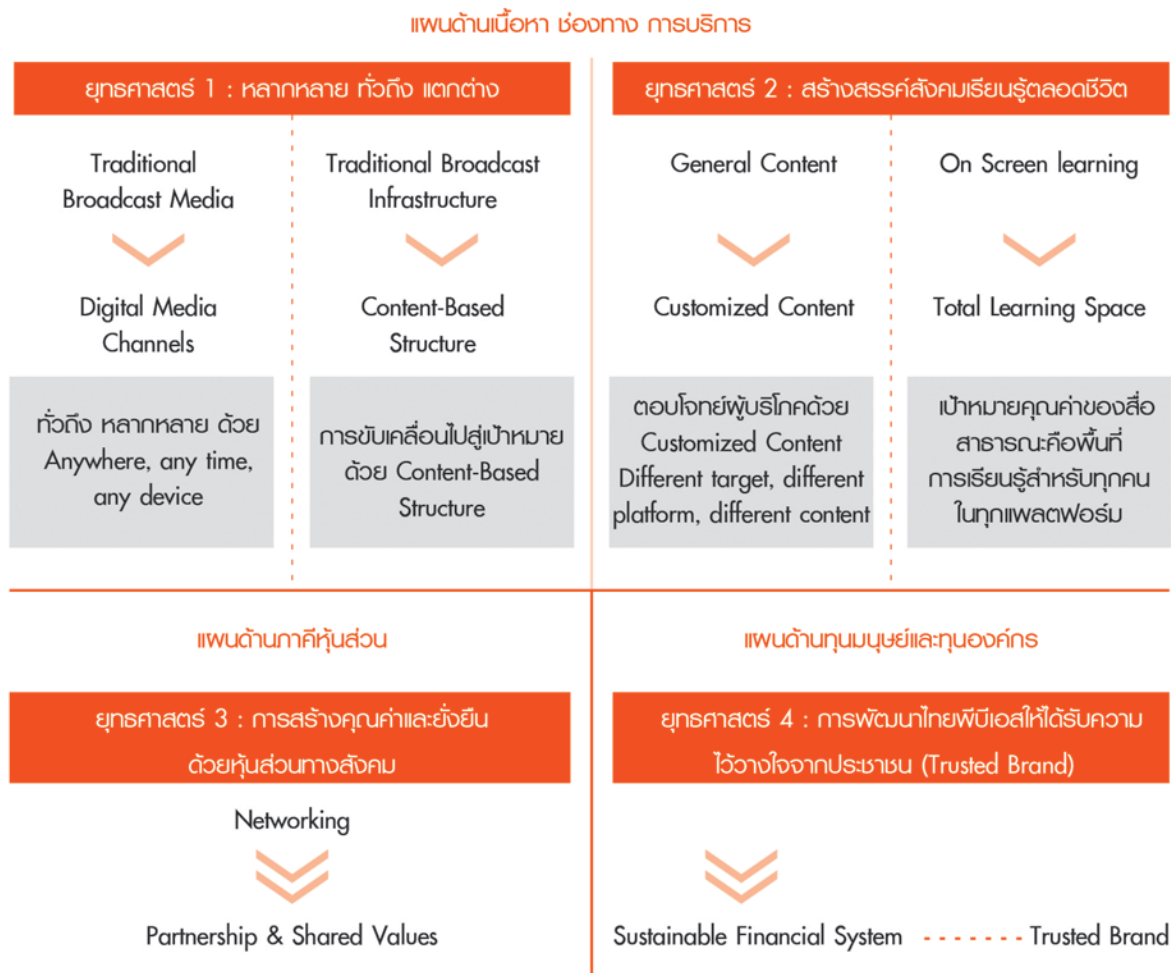 แผนด้านเนื้อหา ช่องทาง การบริการ
ยุทธศาสตร์ 1 : หลากหลาย ทั่วถึง แตกต่าง
Traditional
Broadcast Media
Digital Media
Channels
ทั่วถึง หลากหลาย ด้วย
Anywhere, any time,
any device
Traditional Broadcast
Infrastructure
Content-Based
Structure
การขับเคลื่อนไปสู่เป้าหมาย
ด้วย Content-Based
Structure
ยุทธศาสตร์ 2 : สร้างสรรค์สังคมเรียนรู้ตลอดชีวิต
General Content
Customized Content
ตอบโจทย์ผู้บริโภคด้วย
Customized Content
Different target, different
platform, different content
On Screen learning
Total Learning Space
เป้าหมายคุณค่าของสื่อ
สาธารณะคือพื้นที่
การเรียนรู้สำหรับทุกคน
ในทุกแพลตฟอร์ม
แผนด้านภาคีหุ้นส่วน
ยุทธศาสตร์ 3 : การสร้างคุณค่าและยั่งยืน
ด้วยหุ้นส่วนทางสังคม
Networking
Partnership & Shared Values
แผนด้านทุนมนุษย์และทุนองค์กร
ยุทธศาสตร์ 4 : การพัฒนาไทยพีบีเอสให้ได้รับความ
ไว้วางใจจากประชาชน (Trusted Brand)
Sustainable Financial System - - - - - - - Trusted Brand